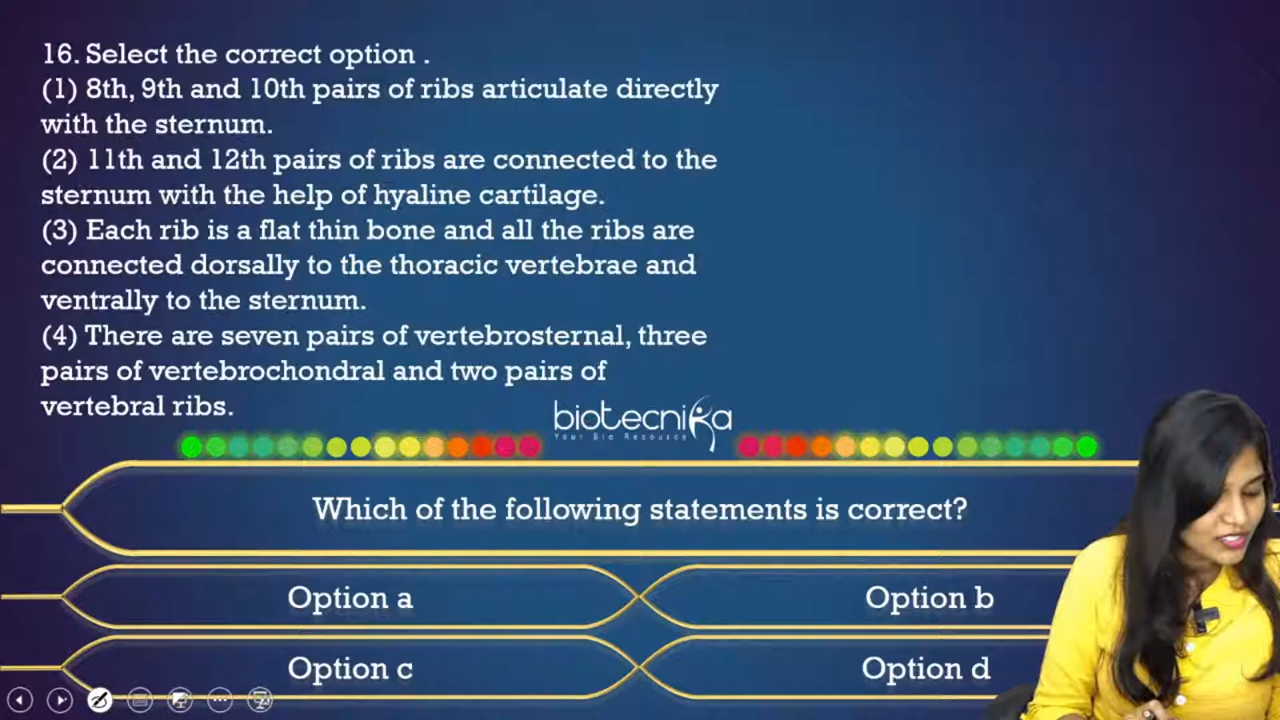 16. Select the correct option .
(1) 8th, 9th and 10th pairs of ribs articulate directly
with the sternum.
(2) 11th and 12th pairs of ribs are connected to the
sternum with the help of hyaline cartilage.
(3) Each rib is a flat thin bone and all the ribs are
connected dorsally to the thoracic vertebrae and
ventrally to the sternum.
(4) There are seven pairs of vertebrosternal, three
pairs of vertebrochondral and two pairs of
vertebral ribs.
biotecnika
Your Bio Resource
Which of the following statements is correct?
Option a
Option b
Option c
Option d